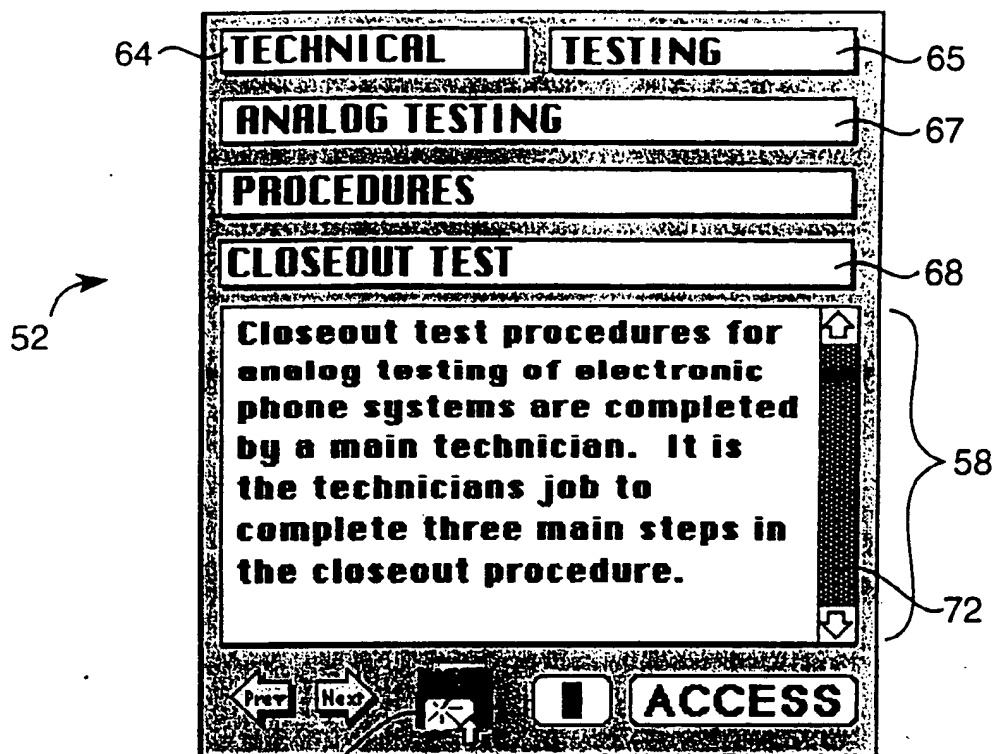 64 TECHNICAL TESTING 65
ANALOG TESTING 67
PROCEDURES
CLOSEOUT TEST 68
52
Closeout test procedures for
analog testing of electronic
phone systems are completed
by a main technician. It is
the technicians job to
complete three main steps in
the closeout procedure.
58
72
Prev Next ACCESS